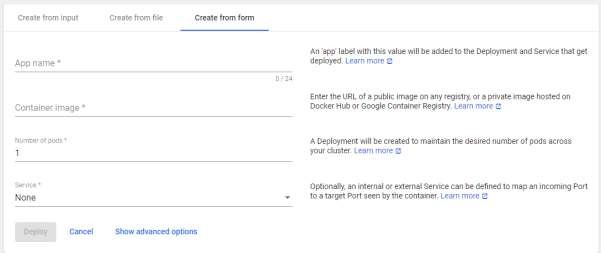 Create from input Create from file Create from form
App name *
An 'app' label with this value will be added to the Deployment and Service that get
deployed. Learn more
0 / 24
Container image *
Enter the URL of a public image on any registry, or a private image hosted on
Docker Hub or Google Container Registry. Learn more
Number of pods *
1
A Deployment will be created to maintain the desired number of pods across
your cluster. Learn more
Service *
None
Optionally, an internal or external Service can be defined to map an incoming Port
to a target Port seen by the container. Learn more
Deploy Cancel Show advanced options